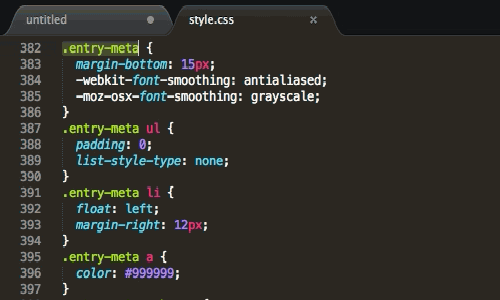 untitled
style.css x
382 .entry-meta {
383 margin-bottom: 15px;
384 -webkit-font-smoothing: antialiased;
385 -moz-osx-font-smoothing: grayscale;
386 }
387 .entry-meta ul {
388 padding: 0;
389 list-style-type: none;
390 }
391 .entry-meta li {
392 float: left;
393 margin-right: 12px;
394 }
395 .entry-meta a {
396 color: #999999;
397 }